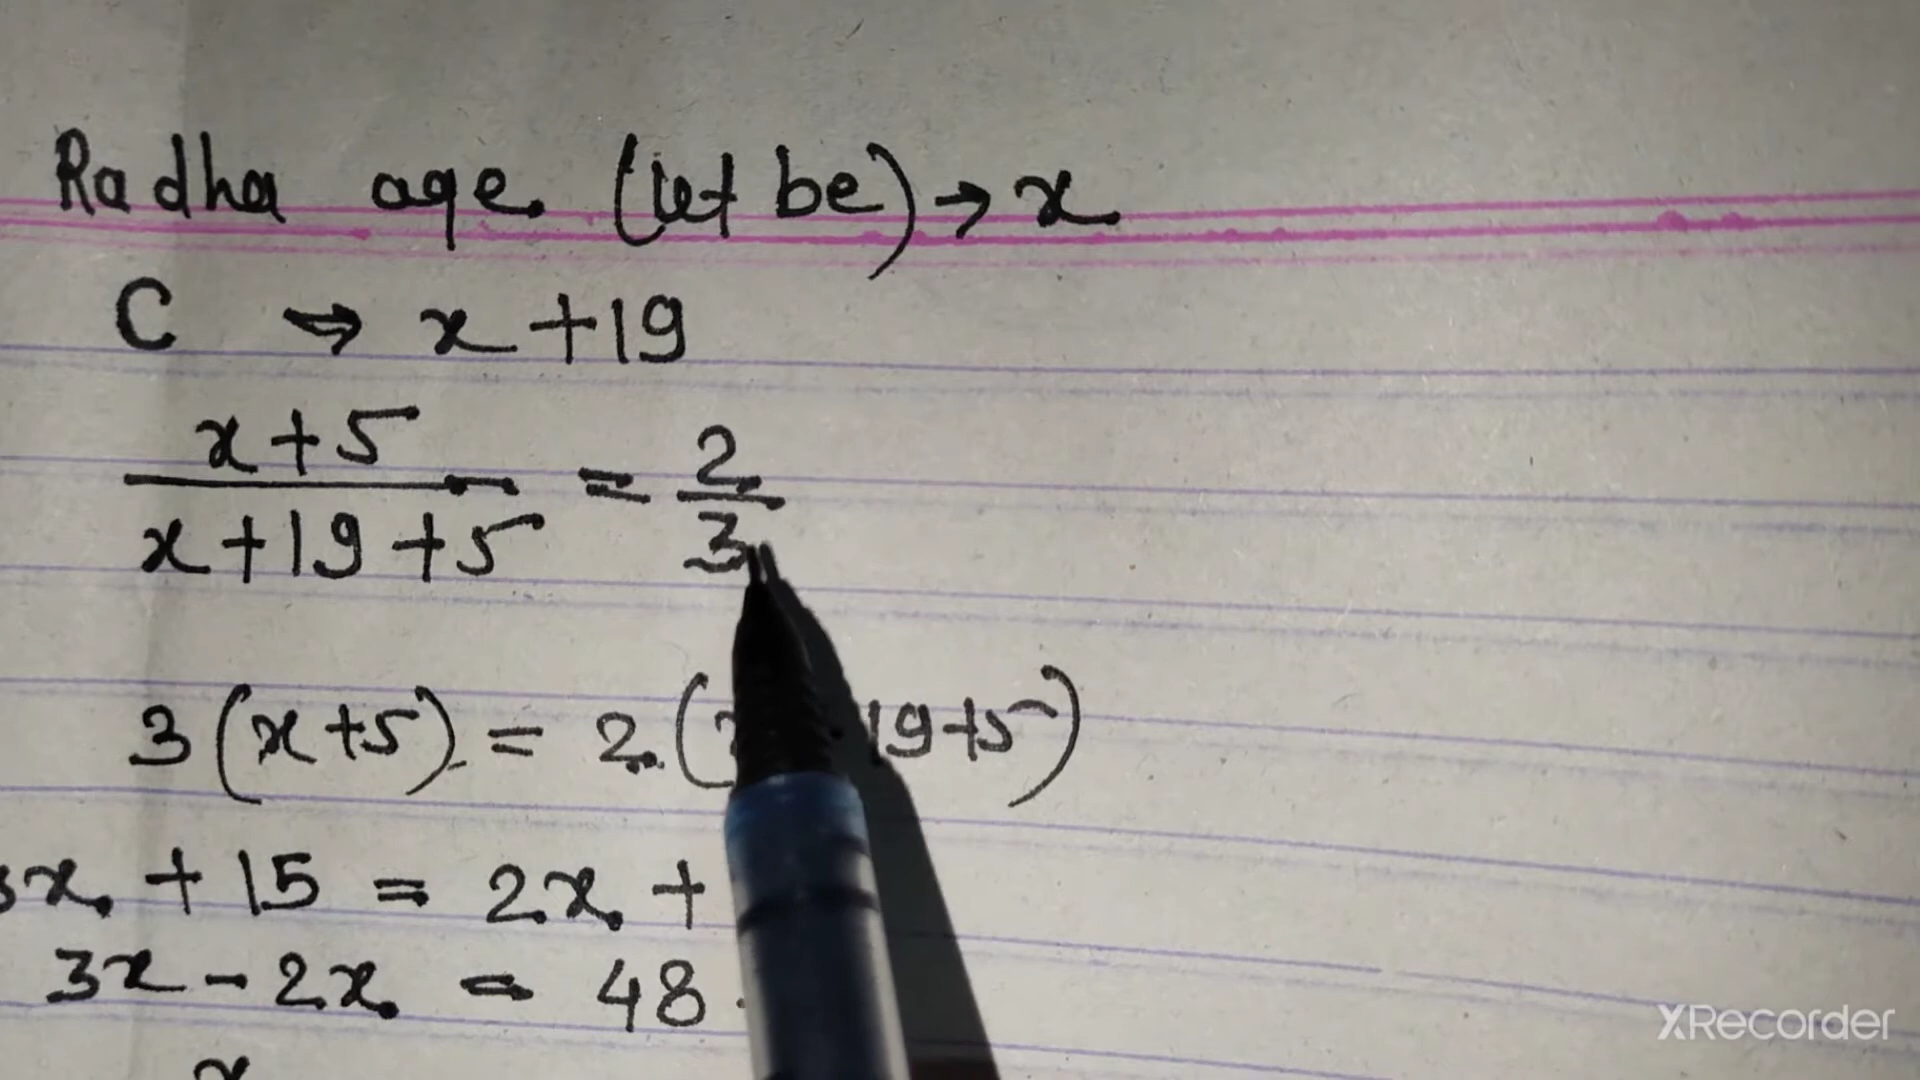 Radha age. (let be) → x
C → x + 19
x + 5 / x + 19 + 5 = 2 / 3
3 (x + 5) = 2 ( 19 + 5)
3x + 15 = 2x +
3x - 2x = 48
x
XRecorder